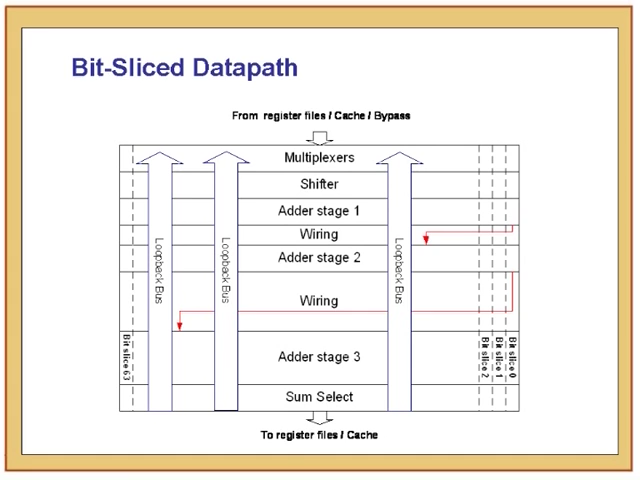 Bit-Sliced Datapath
From register files / Cache / Bypass
Multiplexers
Shifter
Adder stage 1
Wiring
Adder stage 2
Wiring
Adder stage 3
Sum Select
Loopback Bus
Loopback Bus
Loopback Bus
Bit slice 63
Bit slice 2
Bit slice 1
Bit slice 0
To register files / Cache